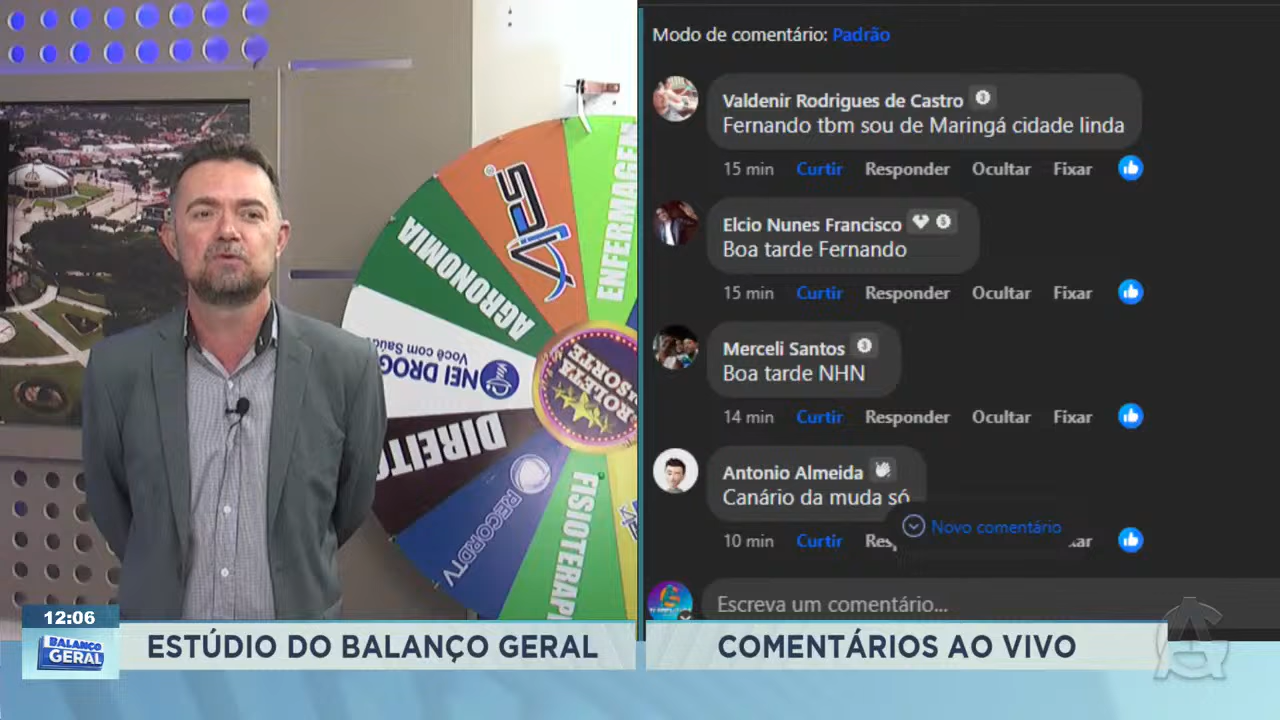 SALV
ENFERMAGEM
AGRONOMIA
NEI DROG
Você com Saúd
ROLETA
DA SORTE
DIREITO
RECORDTV
FISIOTERAPI
12:06
BALANÇO
GERAL
ESTÚDIO DO BALANÇO GERAL
Modo de comentário: Padrão
Valdenir Rodrigues de Castro
Fernando tbm sou de Maringá cidade linda
15 min Curtir Responder Ocultar Fixar
Elcio Nunes Francisco
Boa tarde Fernando
15 min Curtir Responder Ocultar Fixar
Merceli Santos
Boa tarde NHN
14 min Curtir Responder Ocultar Fixar
Antonio Almeida
Canário da muda só
Novo comentário
10 min Curtir
Escreva um comentário...
COMENTÁRIOS AO VIVO